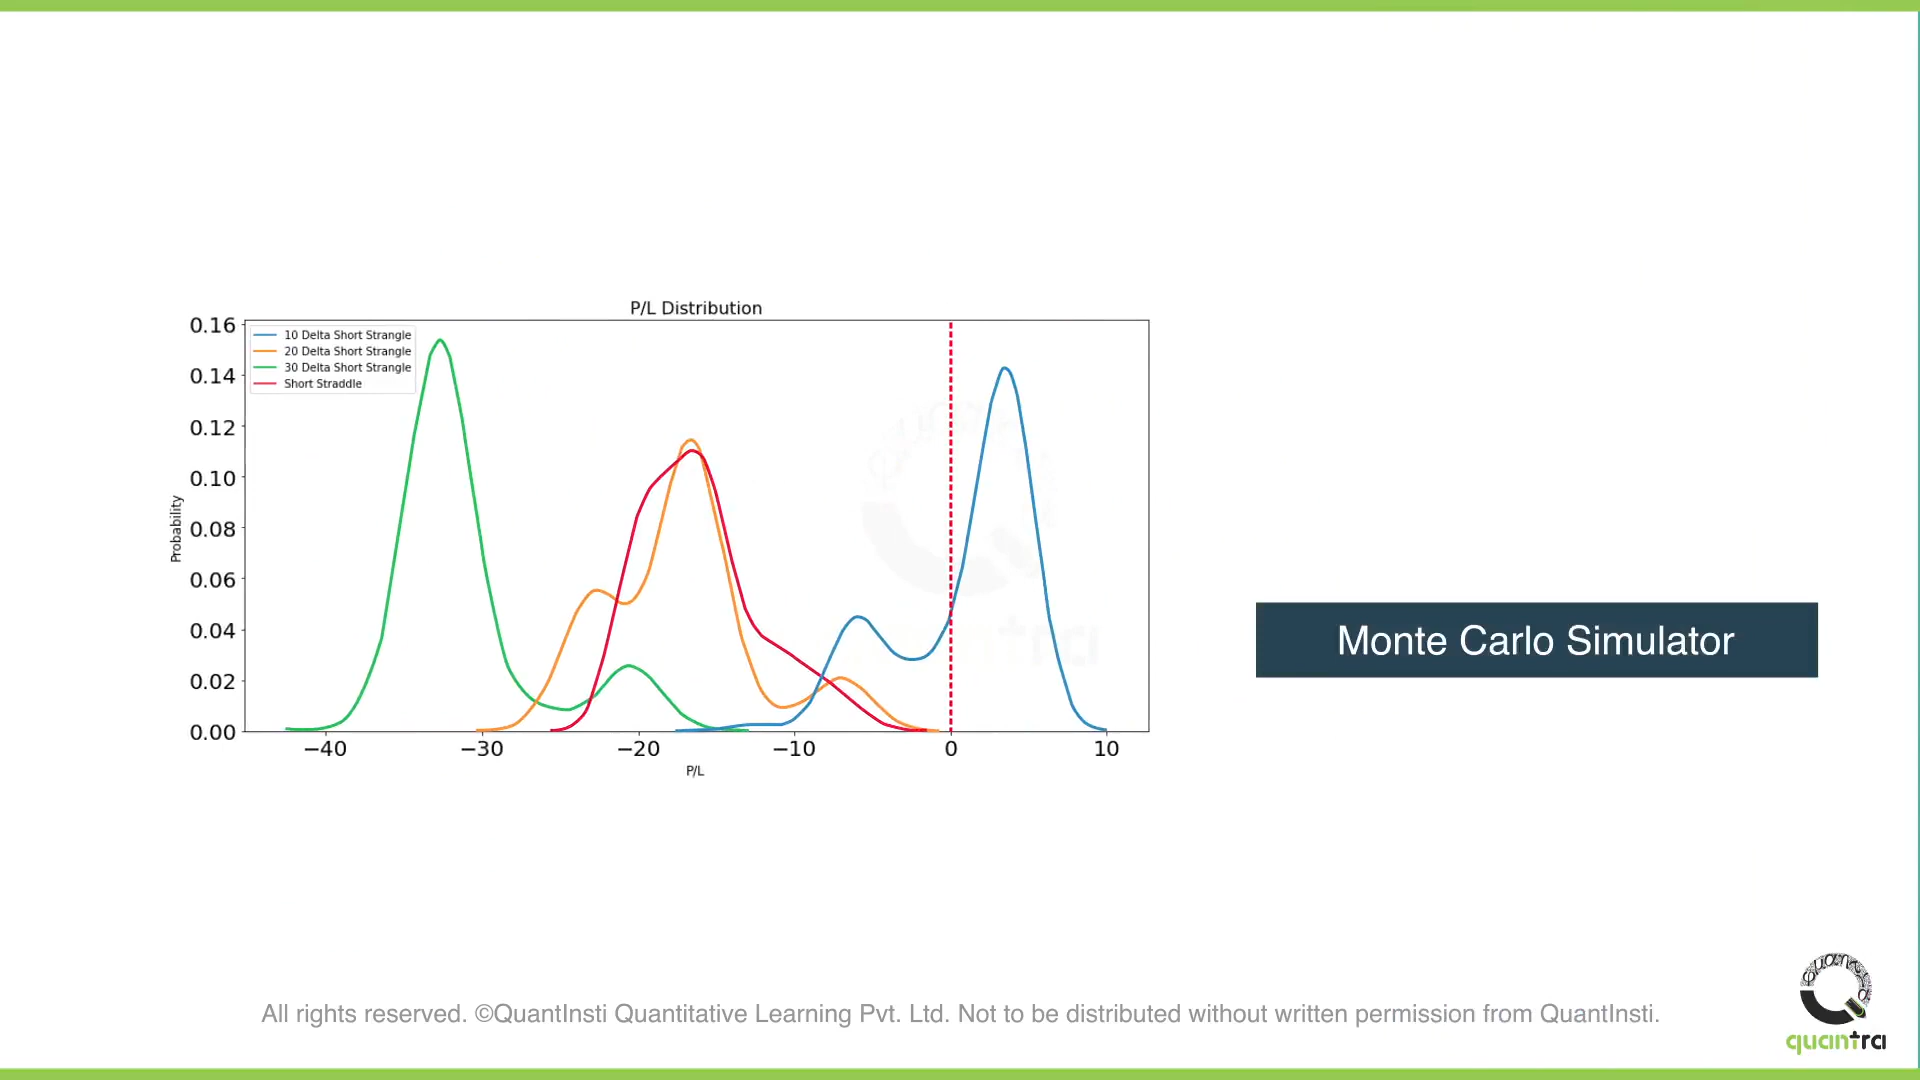 P/L Distribution
0.16
0.14
0.12
0.10
0.08
0.06
0.04
0.02
0.00
Probability
10 Delta Short Strangle
20 Delta Short Strangle
30 Delta Short Strangle
Short Straddle
−40 −30 −20 −10 0 10
P/L
Monte Carlo Simulator
All rights reserved. ©QuantInsti Quantitative Learning Pvt. Ltd. Not to be distributed without written permission from QuantInsti.
quantra